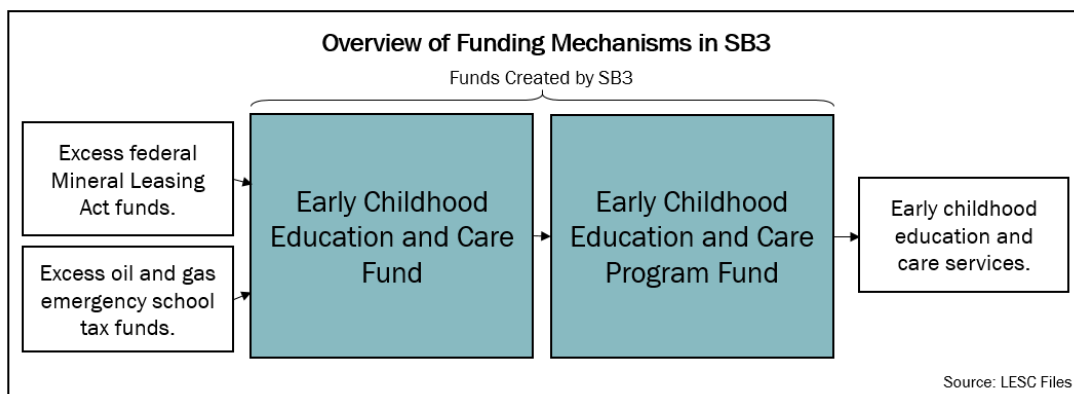 Overview of Funding Mechanisms in SB3
Funds Created by SB3
Excess federal
Mineral Leasing
Act funds.
Excess oil and gas
emergency school
tax funds.
Early Childhood
Education and Care
Fund
Early Childhood
Education and Care
Program Fund
Early childhood
education and
care services.
Source: LESC Files